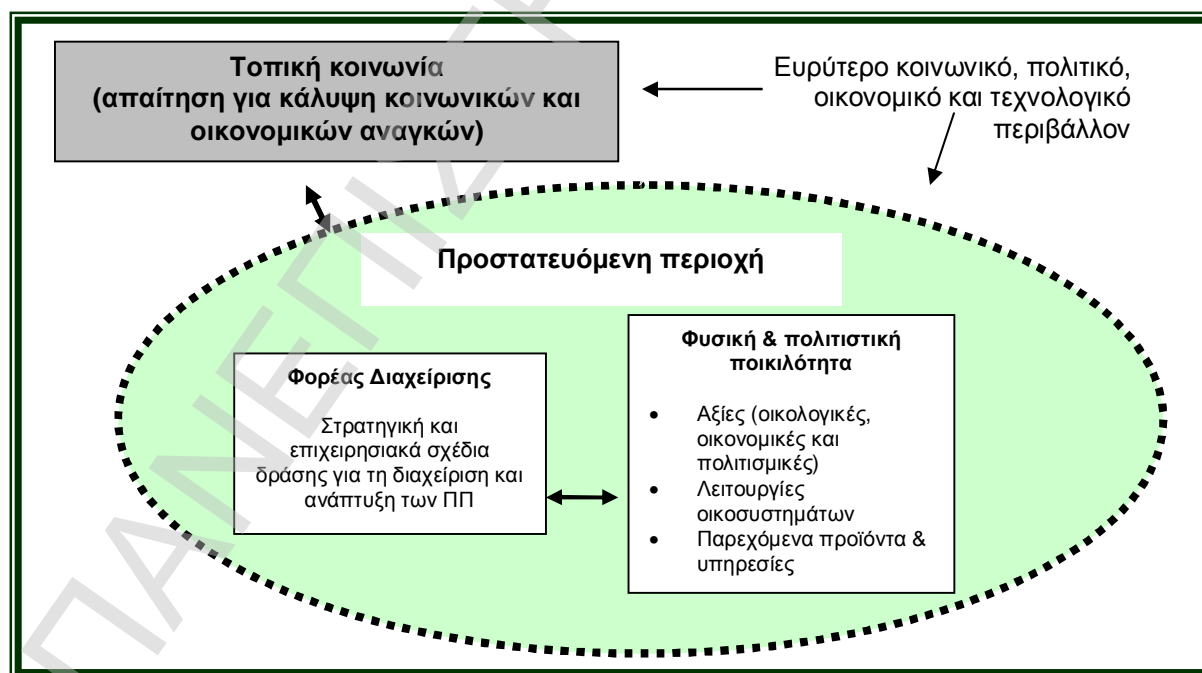 Τοπική κοινωνία
(απαίτηση για κάλυψη κοινωνικών και
οικονομικών αναγκών)
Ευρύτερο κοινωνικό, πολιτικό,
οικονομικό και τεχνολογικό
περιβάλλον
Προστατευόμενη περιοχή
Φορέας Διαχείρισης
Στρατηγική και
επιχειρησιακά σχέδια
δράσης για τη διαχείριση και
ανάπτυξη των ΠΠ
Φυσική & πολιτιστική
ποικιλότητα
• Αξίες (οικολογικές,
οικονομικές και
πολιτισμικές)
• Λειτουργίες
οικοσυστημάτων
• Παρεχόμενα προϊόντα &
υπηρεσίες
ΠΑΝΕΠΙΣ